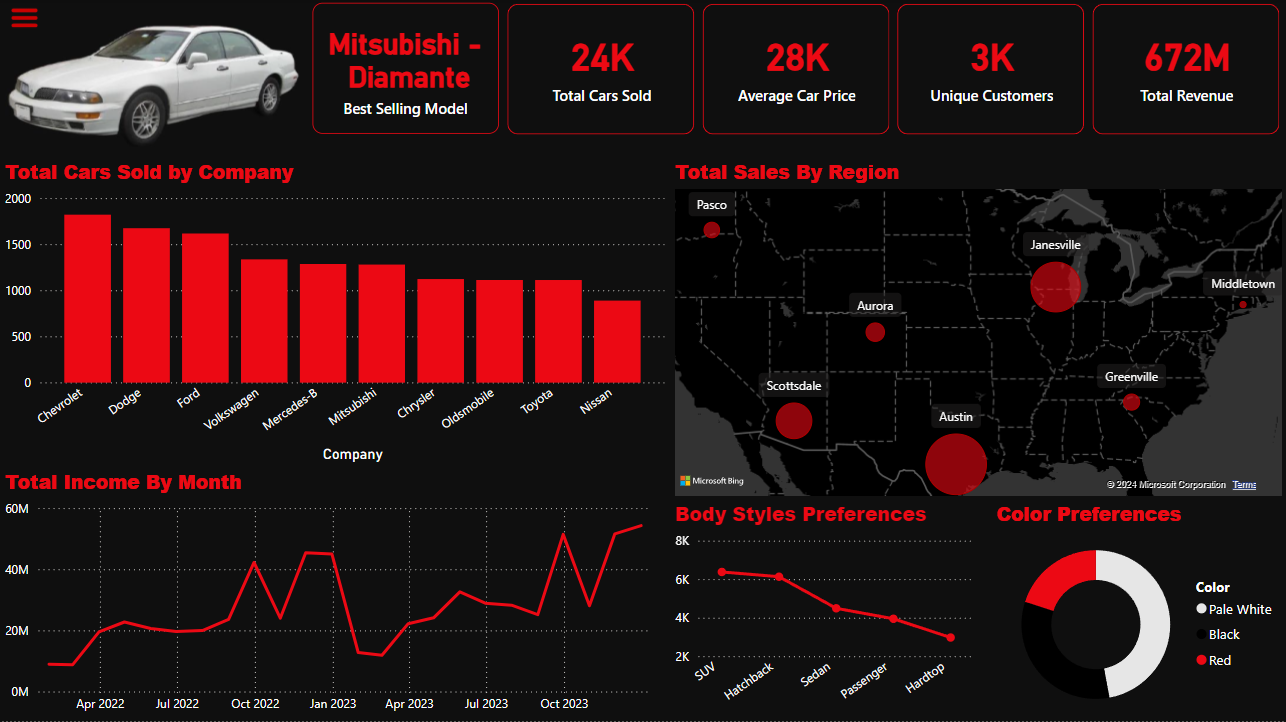 Mitsubishi -
Diamante
Best Selling Model
24K
Total Cars Sold
28K
Average Car Price
3K
Unique Customers
672M
Total Revenue
Total Cars Sold by Company
2000
1500
1000
500
0
Chevrolet
Dodge
Ford
Volkswagen
Mercedes-B
Mitsubishi
Chrysler
Oldsmobile
Toyota
Nissan
Company
Total Sales By Region
Pasco
Janesville
Middletown
Aurora
Greenville
Scottsdale
Austin
Microsoft Bing
© 2024 Microsoft Corporation Terms
Total Income By Month
60M
40M
20M
0M
Apr 2022
Jul 2022
Oct 2022
Jan 2023
Apr 2023
Jul 2023
Oct 2023
Body Styles Preferences
8K
6K
4K
2K
SUV
Hatchback
Sedan
Passenger
Hardtop
Color Preferences
Color
Pale White
Black
Red